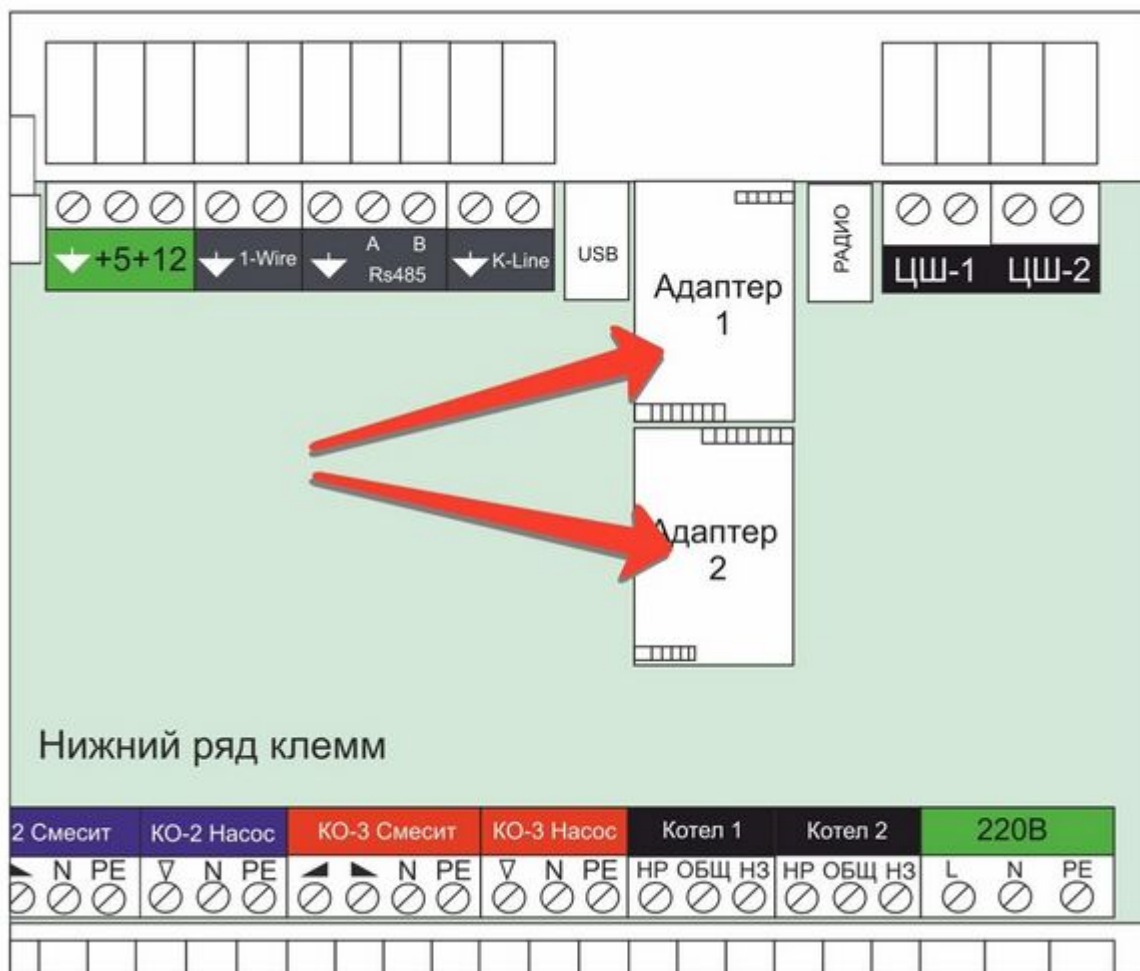 +5+12 1-Wire A B K-Line
Rs485
USB
Адаптер
1
РАДИО
ЦШ-1 ЦШ-2
Адаптер
2
Нижний ряд клемм
2 Смесит КО-2 Насос КО-3 Смесит КО-3 Насос Котел 1 Котел 2 220В
N PE N PE N PE N PE НР ОБЩ НЗ НР ОБЩ НЗ L N PE